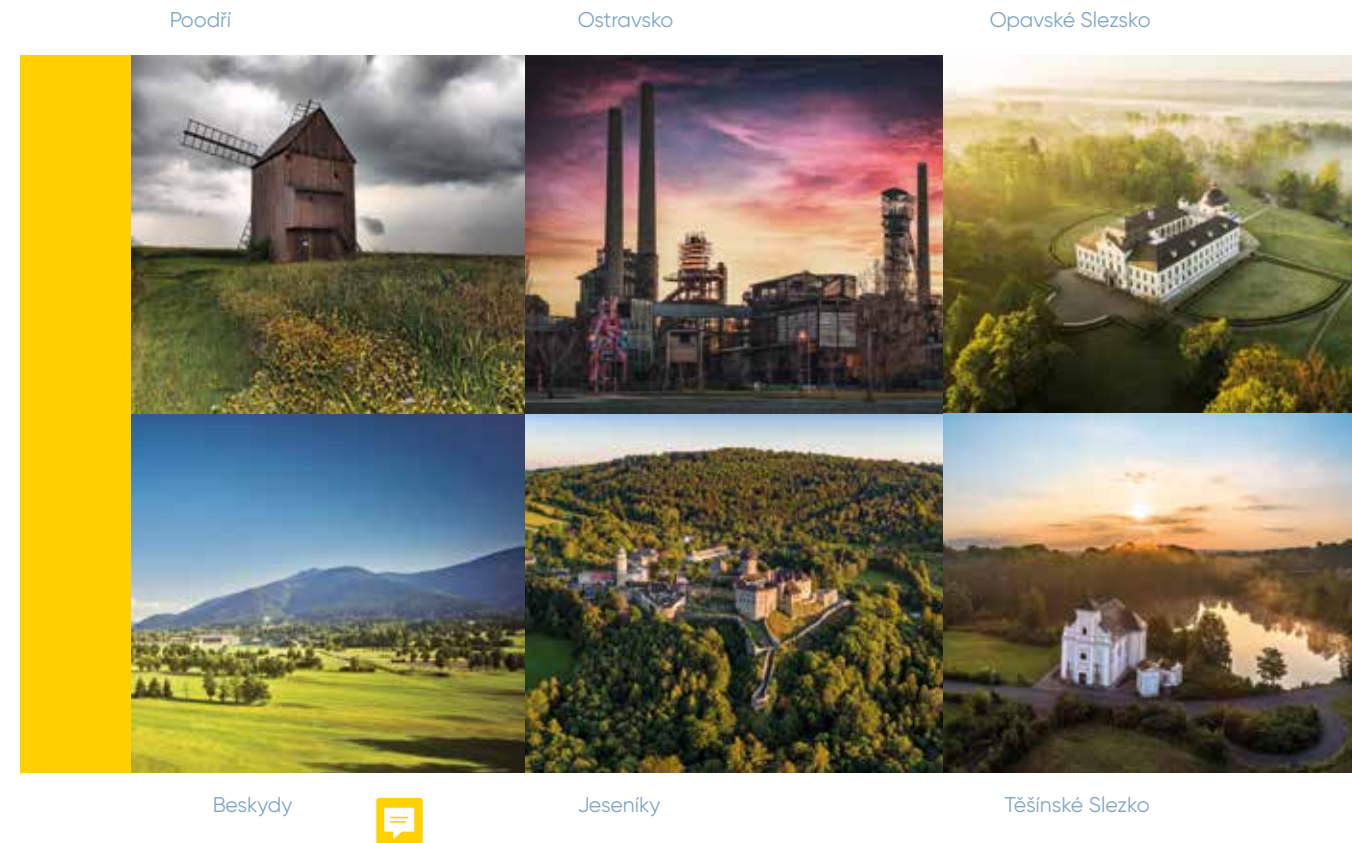 Poodří
Ostravsko
Opavské Slezsko
Beskydy
Jeseníky
Těšínské Slezko